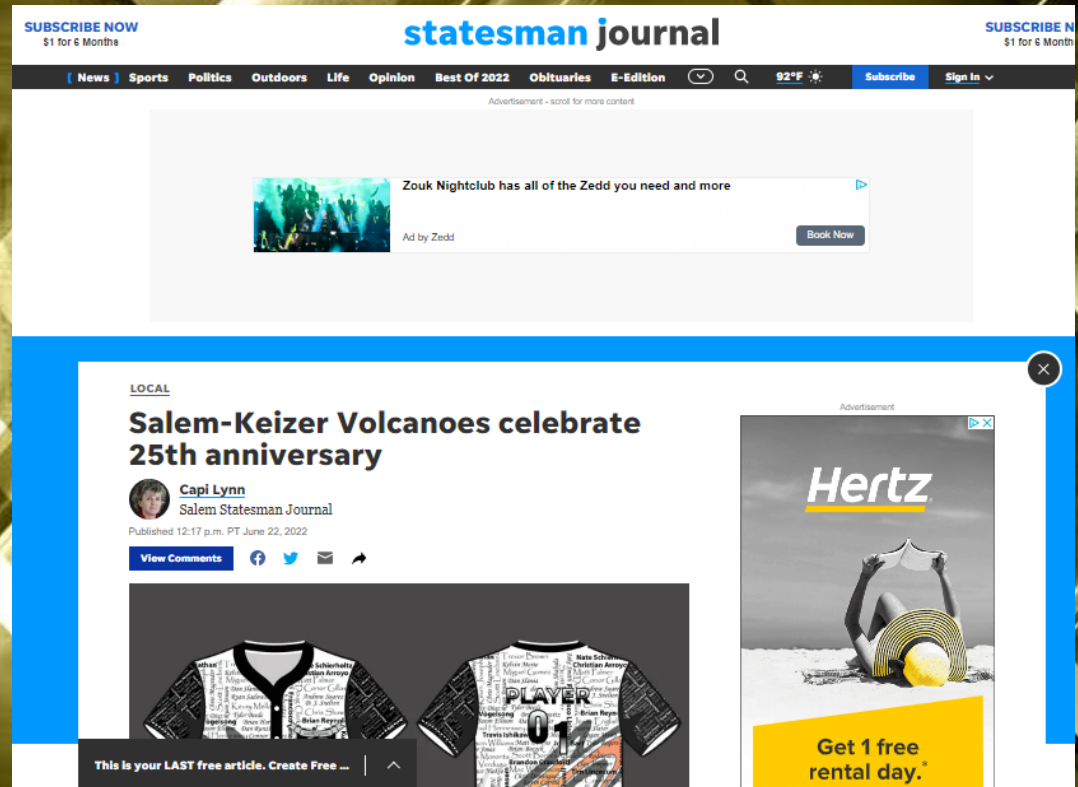 SUBSCRIBE NOW
$1 for 6 Months
statesman journal
SUBSCRIBE N
$1 for 6 Month
[ News ] Sports Politics Outdoors Life Opinion Best Of 2022 Obituaries E-Edition 92°F Subscribe Sign In
Advertisement - scroll for more content
Zouk Nightclub has all of the Zedd you need and more
Ad by Zedd
Book Now
LOCAL
Salem-Keizer Volcanoes celebrate
25th anniversary
Capi Lynn
Salem Statesman Journal
Published 12:17 p.m. PT June 22, 2022
View Comments
Advertisement
Hertz
Get 1 free
rental day.*
PLAYER
01
This is your LAST free article. Create Free ...